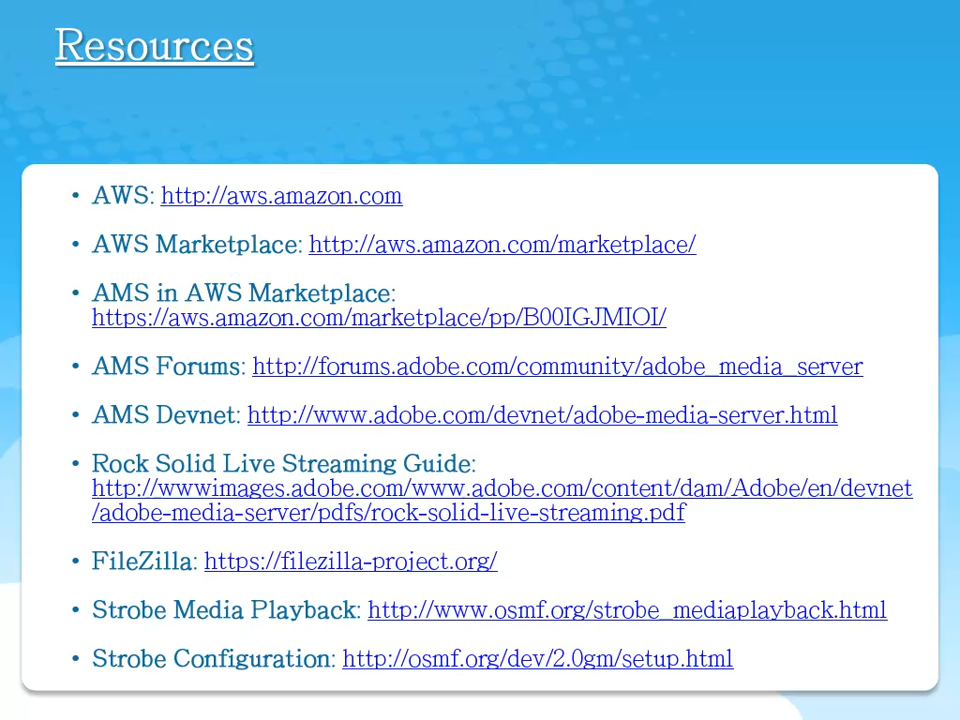 Resources
• AWS: http://aws.amazon.com
• AWS Marketplace: http://aws.amazon.com/marketplace/
• AMS in AWS Marketplace:
https://aws.amazon.com/marketplace/pp/B00IGJMIOI/
• AMS Forums: http://forums.adobe.com/community/adobe_media_server
• AMS Devnet: http://www.adobe.com/devnet/adobe-media-server.html
• Rock Solid Live Streaming Guide:
http://wwwimages.adobe.com/www.adobe.com/content/dam/Adobe/en/devnet
/adobe-media-server/pdfs/rock-solid-live-streaming.pdf
• FileZilla: https://filezilla-project.org/
• Strobe Media Playback: http://www.osmf.org/strobe_mediaplayback.html
• Strobe Configuration: http://osmf.org/dev/2.0gm/setup.html